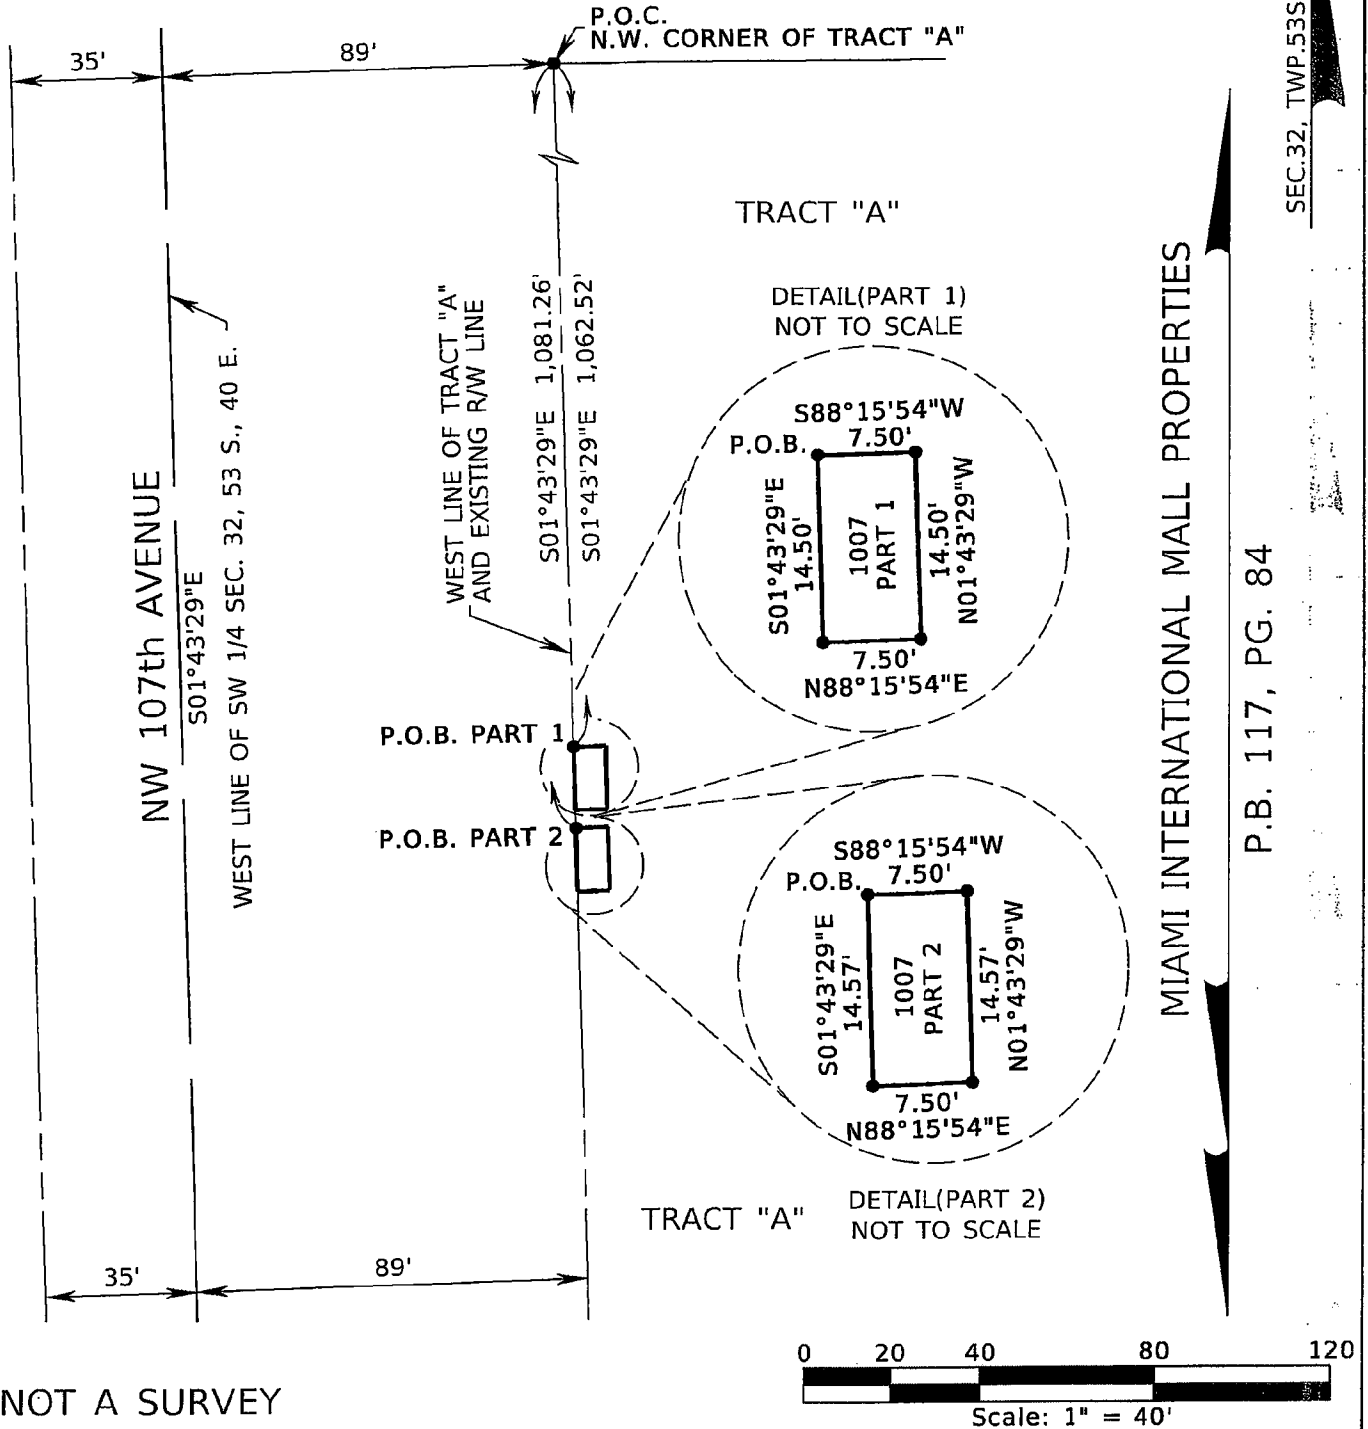 P.O.C.
N.W. CORNER OF TRACT "A"
35'
89'
SEC.32, TWP.53S
TRACT "A"
DETAIL(PART 1)
NOT TO SCALE
WEST LINE OF TRACT "A"
AND EXISTING R/W LINE
S01°43'29"E 1,081.26'
S01°43'29"E 1,062.52'
S88°15'54"W
7.50'
P.O.B.
S01°43'29"E
14.50'
1007
PART 1
14.50'
N01°43'29"W
7.50'
N88°15'54"E
NW 107th AVENUE
S01°43'29"E
WEST LINE OF SW 1/4 SEC. 32, 53 S., 40 E.
MIAMI INTERNATIONAL MALL PROPERTIES
P.B. 117, PG. 84
P.O.B. PART 1
P.O.B. PART 2
S88°15'54"W
7.50'
P.O.B.
S01°43'29"E
14.57'
1007
PART 2
14.57'
N01°43'29"W
7.50'
N88°15'54"E
TRACT "A"
DETAIL(PART 2)
NOT TO SCALE
35'
89'
NOT A SURVEY
0 20 40 80 120
Scale: 1" = 40'